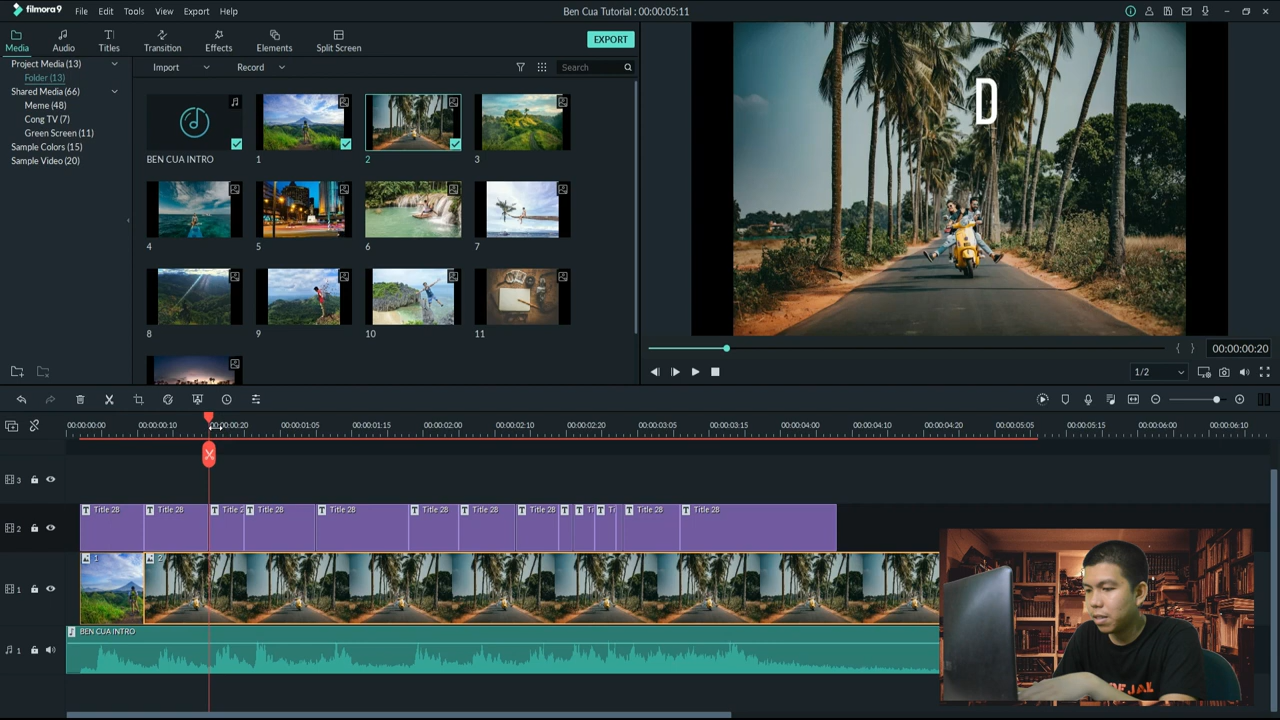 filmora9 File Edit Tools View Export Help Ben Cua Tutorial : 00:00:05:11
Media Audio Titles Transition Effects Elements Split Screen EXPORT
Project Media (13)
Folder (13)
Shared Media (66)
Meme (48)
Cong TV (7)
Green Screen (11)
Sample Colors (15)
Sample Video (20)
Import Record Search
BEN CUA INTRO 1 2 3
4 5 6 7
8 9 10 11
D
00:00:00:20
1/2
00:00:00:00 00:00:00:10 00:00:00:20 00:00:01:05 00:00:01:15 00:00:02:00 00:00:02:10 00:00:02:20 00:00:03:05 00:00:03:15 00:00:04:00 00:00:04:10 00:00:04:20 00:00:05:05 00:00:05:15 00:00:06:00 00:00:06:10
3
2 Title 28 Title 28 Title 2 Title 28 Title 28 Title 28 Title 28 Title 28 Title 28 Title 28
1 1 2
1 BEN CUA INTRO